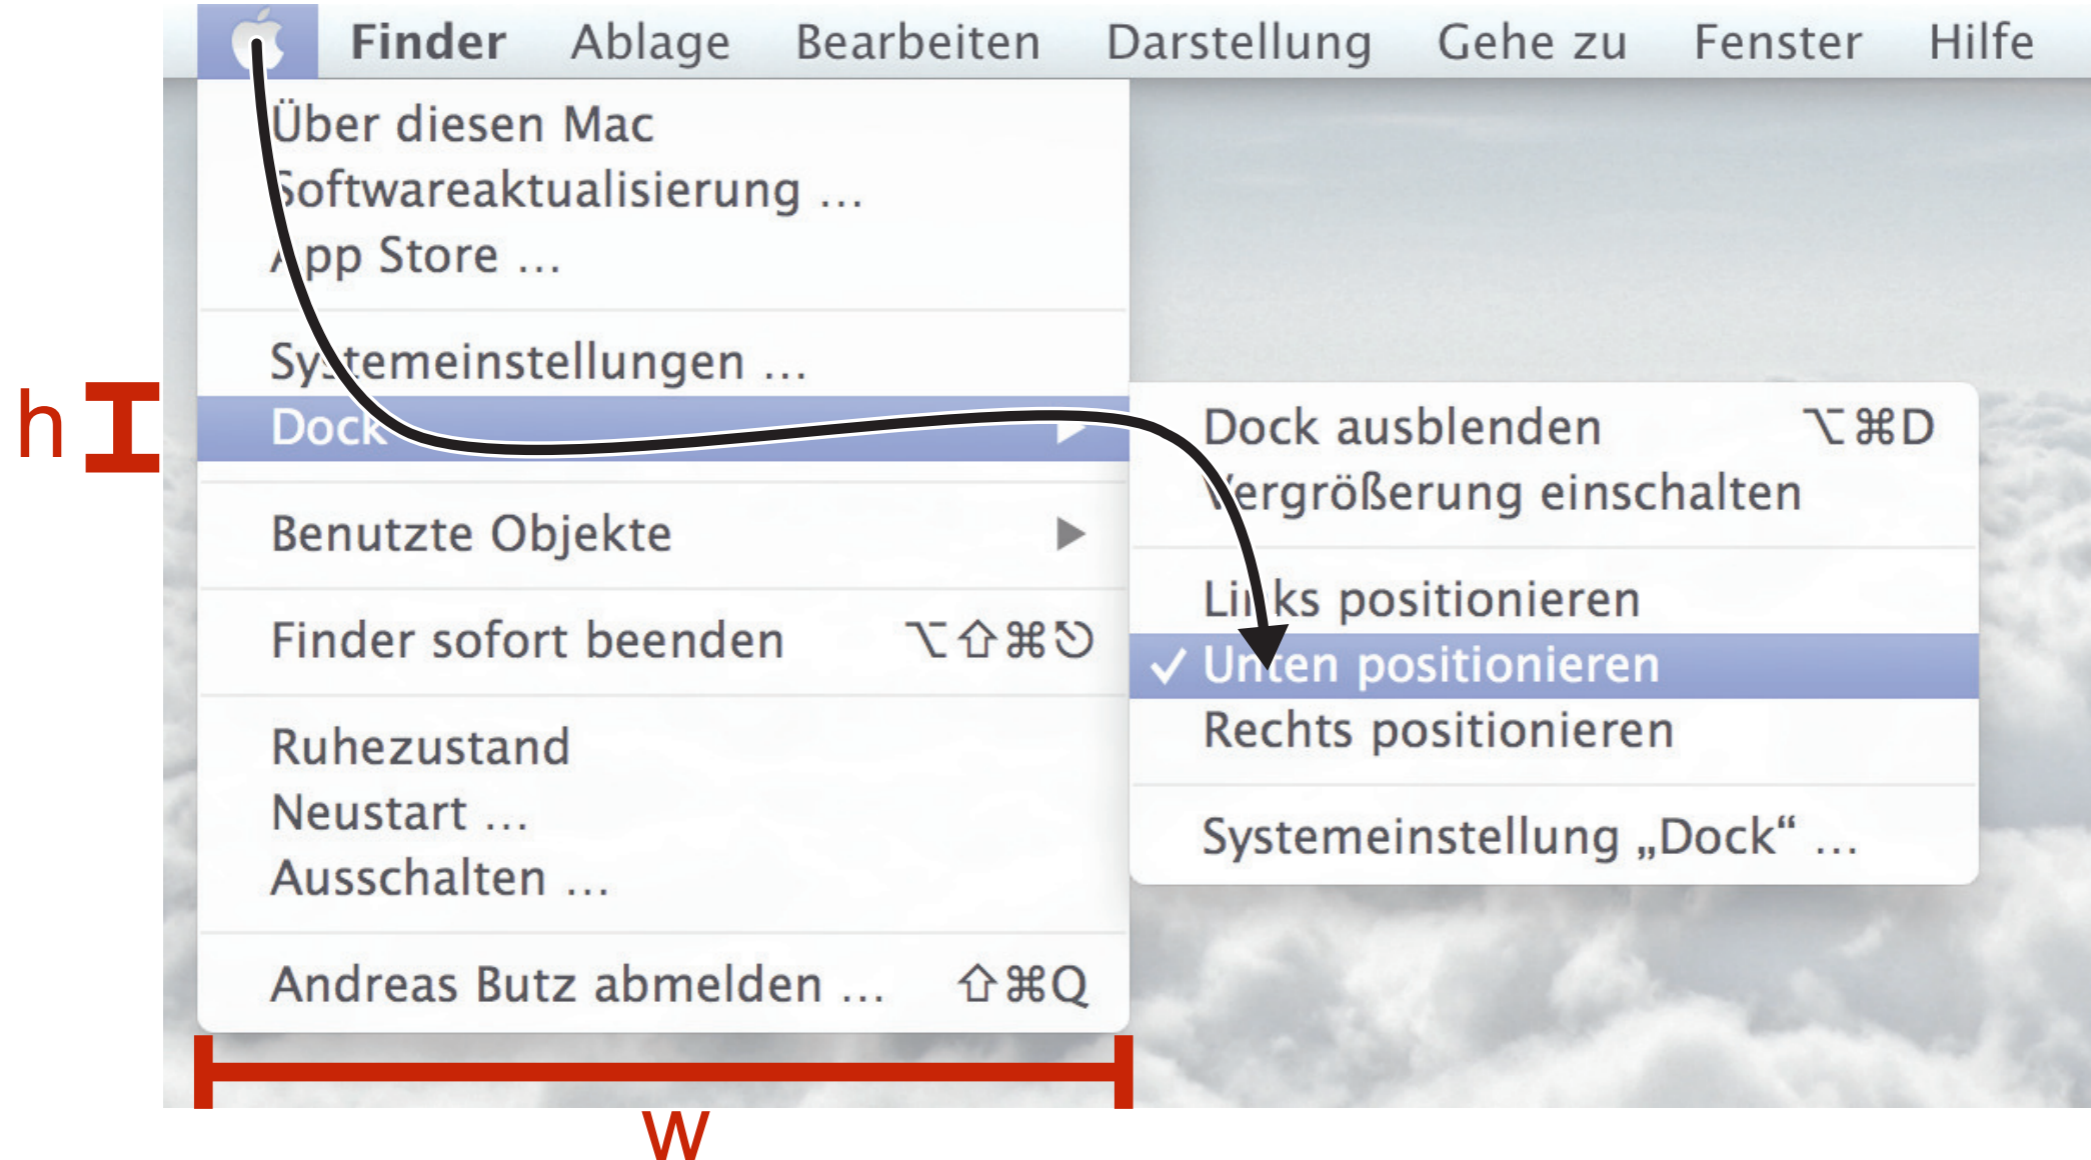 Finder Ablage Bearbeiten Darstellung Gehe zu Fenster Hilfe
Über diesen Mac
Softwareaktualisierung …
App Store …
Systemeinstellungen …
Dock ▶
Benutzte Objekte ▶
Finder sofort beenden ⌥⇧⌘⎋
Ruhezustand
Neustart …
Ausschalten …
Andreas Butz abmelden … ⇧⌘Q
Dock ausblenden ⌥⌘D
Vergrößerung einschalten
Links positionieren
✓ Unten positionieren
Rechts positionieren
Systemeinstellung „Dock“ …
h
w